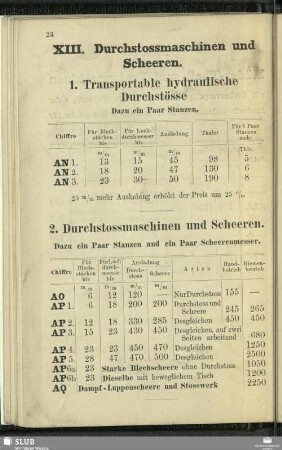 24
XIII. Durchstossmaschinen und
Scheeren.
1. Transportable hydraulische
Durchstösse
Dazu ein Paar Stanzen.
Chiffre Für Blechstärken bis Für Lochdurchmesser bis Ausladung Thaler Für 1 Paar Stanzen mehr
m/m m/m m/m Thlr.
AN 1. 13 15 45 98 5
AN 2. 18 20 47 130 6
AN 3. 23 30 50 190 8
25 m/m mehr Ausladung erhöht der Preis um 25 %
2. Durchstossmaschinen und Scheeren.
Dazu ein Paar Stanzen und ein Paar Scheerenmesser.
Chiffre Für Blechstärken bis Für Lochdurchmesser bis Ausladung Durchstoss Scheere Arten Handbetrieb Riemenbetrieb
m/m m/m m/m m/m
AO 6 12 120 Nur Durchstoss 155 —
AP 1. 6 18 200 200 Durchstoss und Scheere 245 265
AP 2. 12 18 330 285 Desgleichen 450 450
AP 3. 15 23 430 450 Desgleichen, auf zwei Seiten arbeitend 680
AP 4. 23 23 450 470 Desgleichen 1250
AP 5. 28 47 470 500 Desgleichen 2500
AP 6a 23 Starke Blechscheere ohne Durchstoss 1050
AP 6b 23 Dieselbe mit beweglichem Tisch 1200
AQ Dampf-Luppenscheere und Stosswerk 2250
SLUB
Wir führen Wissen.